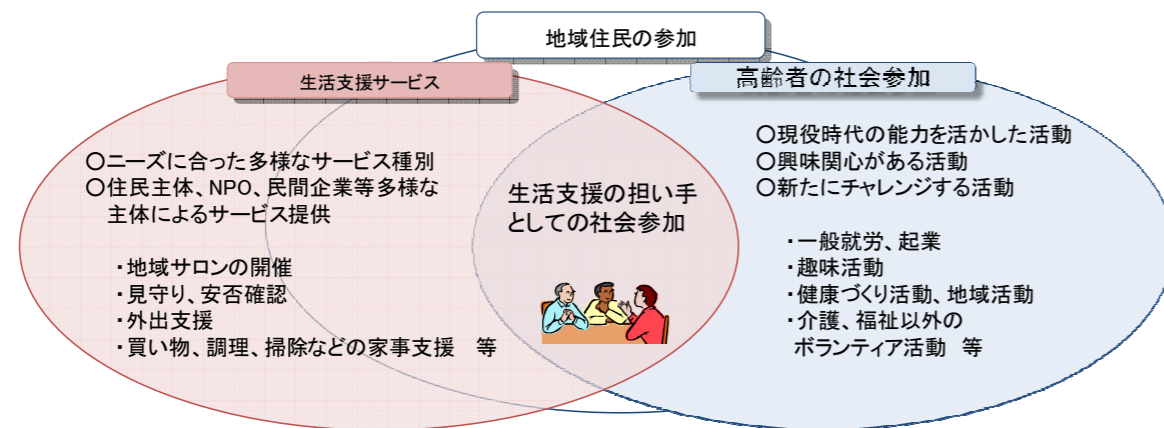 地域住民の参加
生活支援サービス
高齢者の社会参加
○ニーズに合った多様なサービス種別
○住民主体、NPO、民間企業等多様な
主体によるサービス提供
・地域サロンの開催
・見守り、安否確認
・外出支援
・買い物、調理、掃除などの家事支援 等
生活支援の担い手
としての社会参加
○現役時代の能力を活かした活動
○興味関心がある活動
○新たにチャレンジする活動
・一般就労、起業
・趣味活動
・健康づくり活動、地域活動
・介護、福祉以外の
ボランティア活動 等